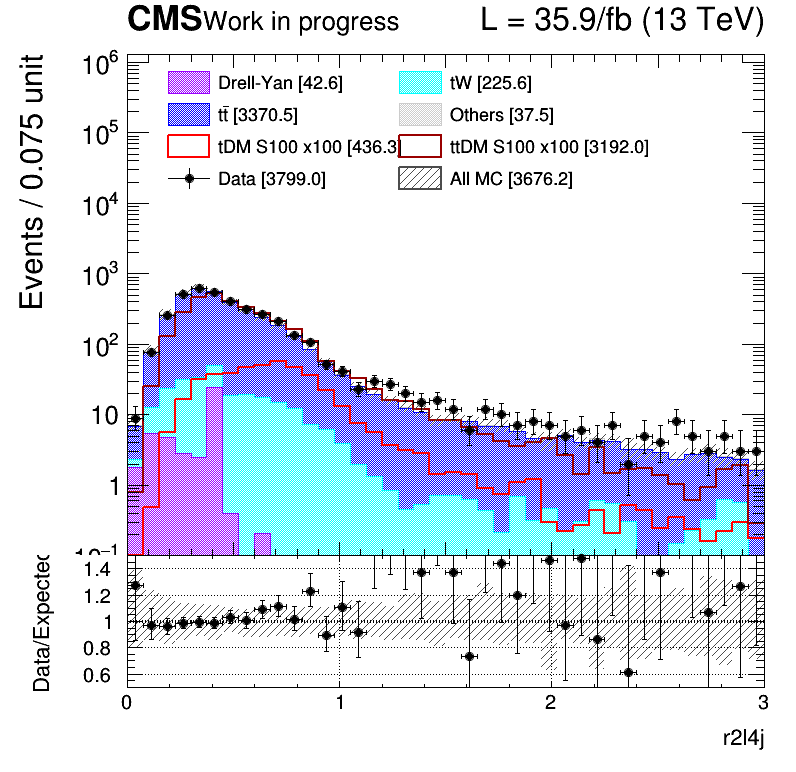 CMS Work in progress L = 35.9/fb (13 TeV)
Events / 0.075 unit
10⁶
10⁵
10⁴
10³
10²
10
1
10⁻¹
Drell-Yan [42.6] tW [225.6]
tt̄ [3370.5] Others [37.5]
tDM S100 x100 [436.3] ttDM S100 x100 [3192.0]
Data [3799.0] All MC [3676.2]
Data/Expected
1.4
1.2
1
0.8
0.6
0 1 2 3
r2l4j